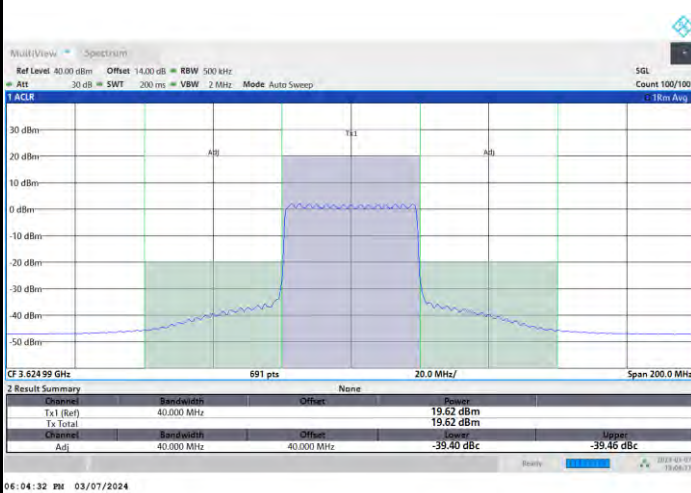 MultiView Spectrum
Ref Level 40.00 dBm Offset 14.00 dB RBW 500 kHz SGL
Att 30 dB SWT 200 ms VBW 2 MHz Mode Auto Sweep Count 100/100
1 ACLR 1Rm Avg
Tx1
30 dBm
Adj Adj
20 dBm
10 dBm
0 dBm
-10 dBm
-20 dBm
-30 dBm
-40 dBm
-50 dBm
CF 3.62499 GHz 691 pts 20.0 MHz/ Span 200.0 MHz
2 Result Summary None
Channel Bandwidth Offset Power
Tx1 (Ref) 40.000 MHz 19.62 dBm
Tx Total 19.62 dBm
Channel Bandwidth Offset Lower Upper
Adj 40.000 MHz 40.000 MHz -39.40 dBc -39.46 dBc
Ready
06:04:32 PM 03/07/2024